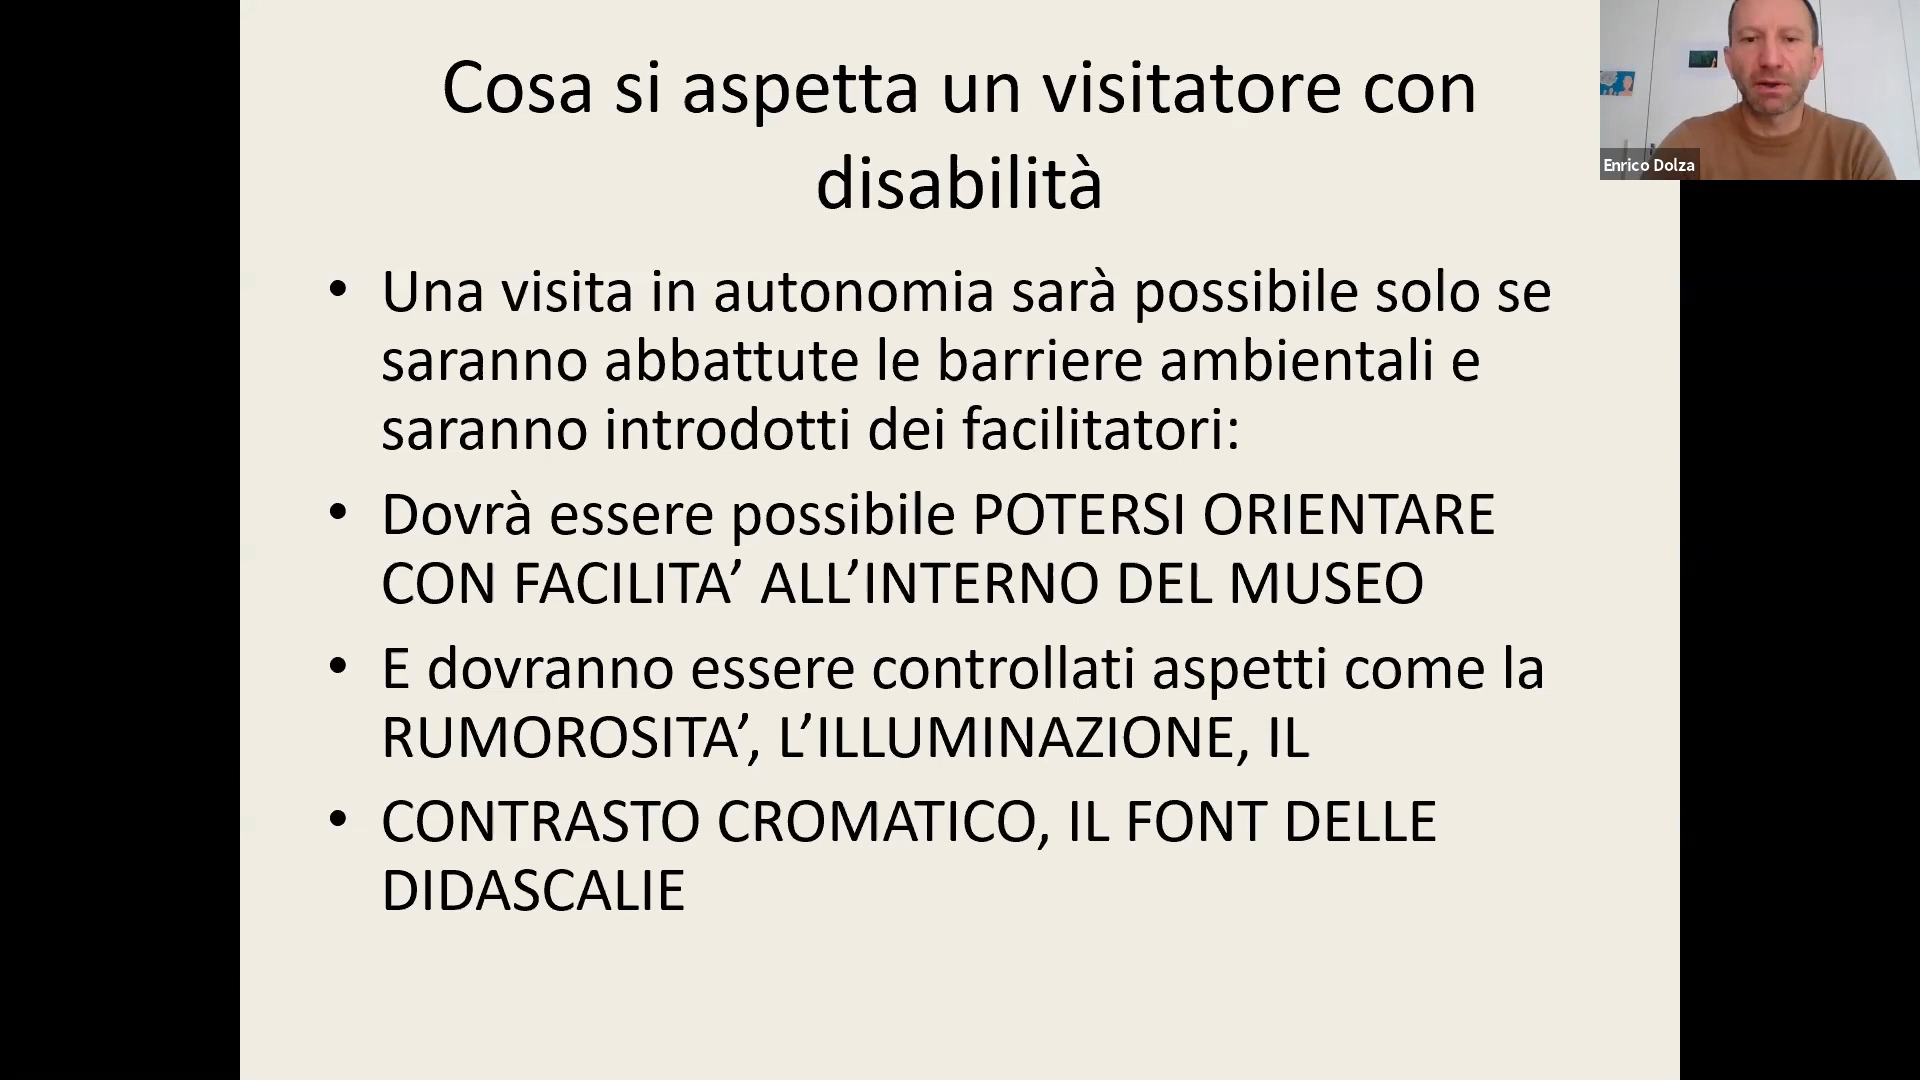 Cosa si aspetta un visitatore con
disabilità
• Una visita in autonomia sarà possibile solo se
saranno abbattute le barriere ambientali e
saranno introdotti dei facilitatori:
• Dovrà essere possibile POTERSI ORIENTARE
CON FACILITA’ ALL’INTERNO DEL MUSEO
• E dovranno essere controllati aspetti come la
RUMOROSITA’, L’ILLUMINAZIONE, IL
• CONTRASTO CROMATICO, IL FONT DELLE
DIDASCALIE
Enrico Dolza